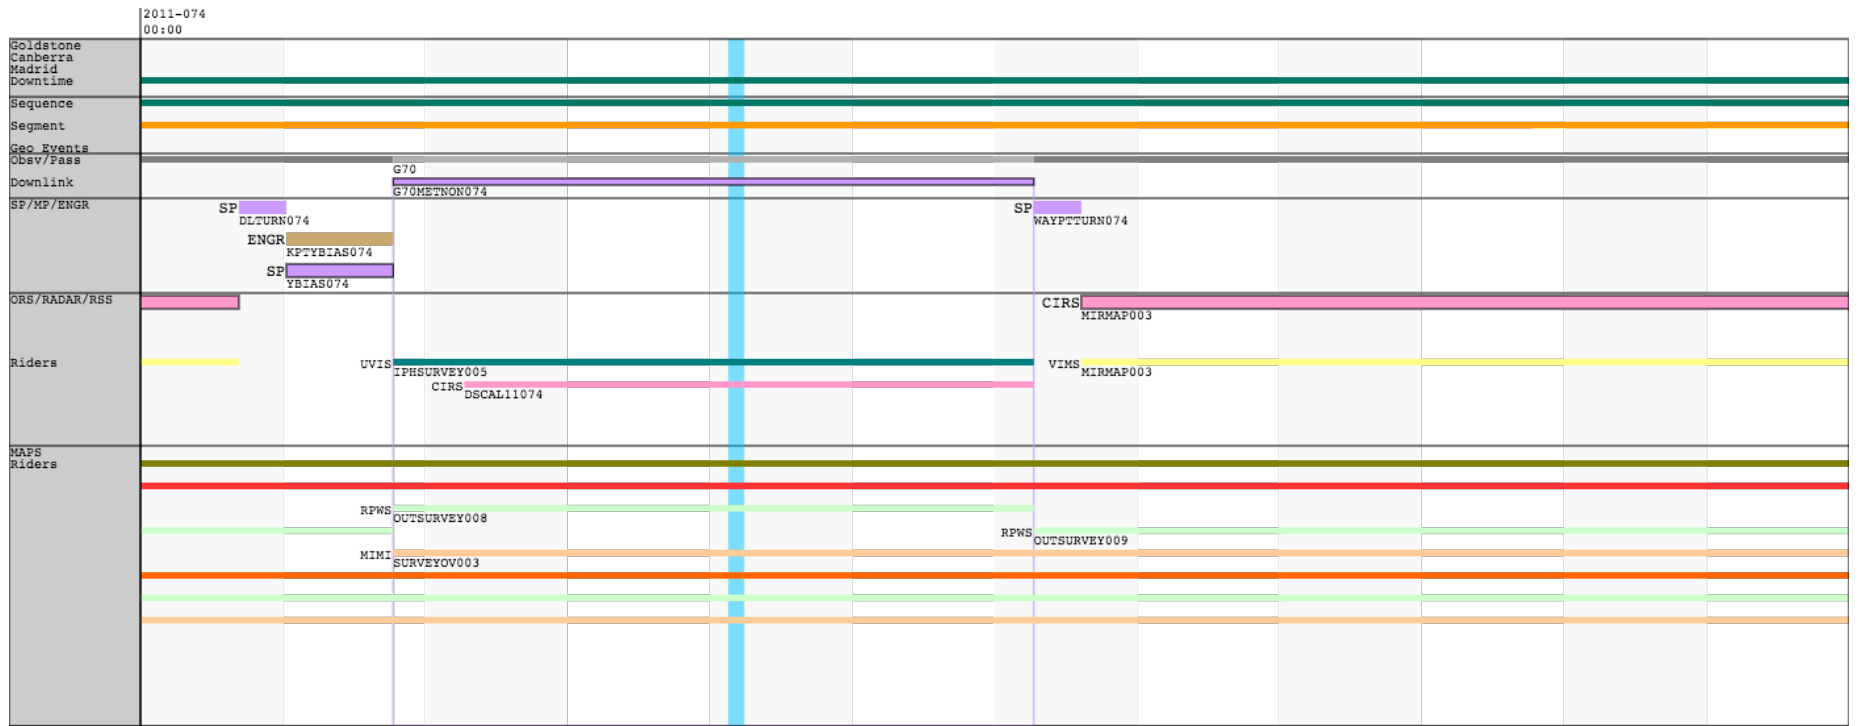 2011-074
00:00
Goldstone
Canberra
Madrid
Downtime
Sequence
Segment
Geo Events
Obsv/Pass
G70
Downlink
G70METNON074
SP/MP/ENGR
SP
SP
DLTURN074
WAYPTTURN074
ENGR
KPTYBIAS074
SP
YBIAS074
ORS/RADAR/RSS
CIRS
MIRMAP003
Riders
UVIS
VIMS
IPHSURVEY005
MIRMAP003
CIRS
DSCAL11074
MAPS
Riders
RPWS
OUTSURVEY008
RPWS
OUTSURVEY009
MIMI
SURVEYOV003